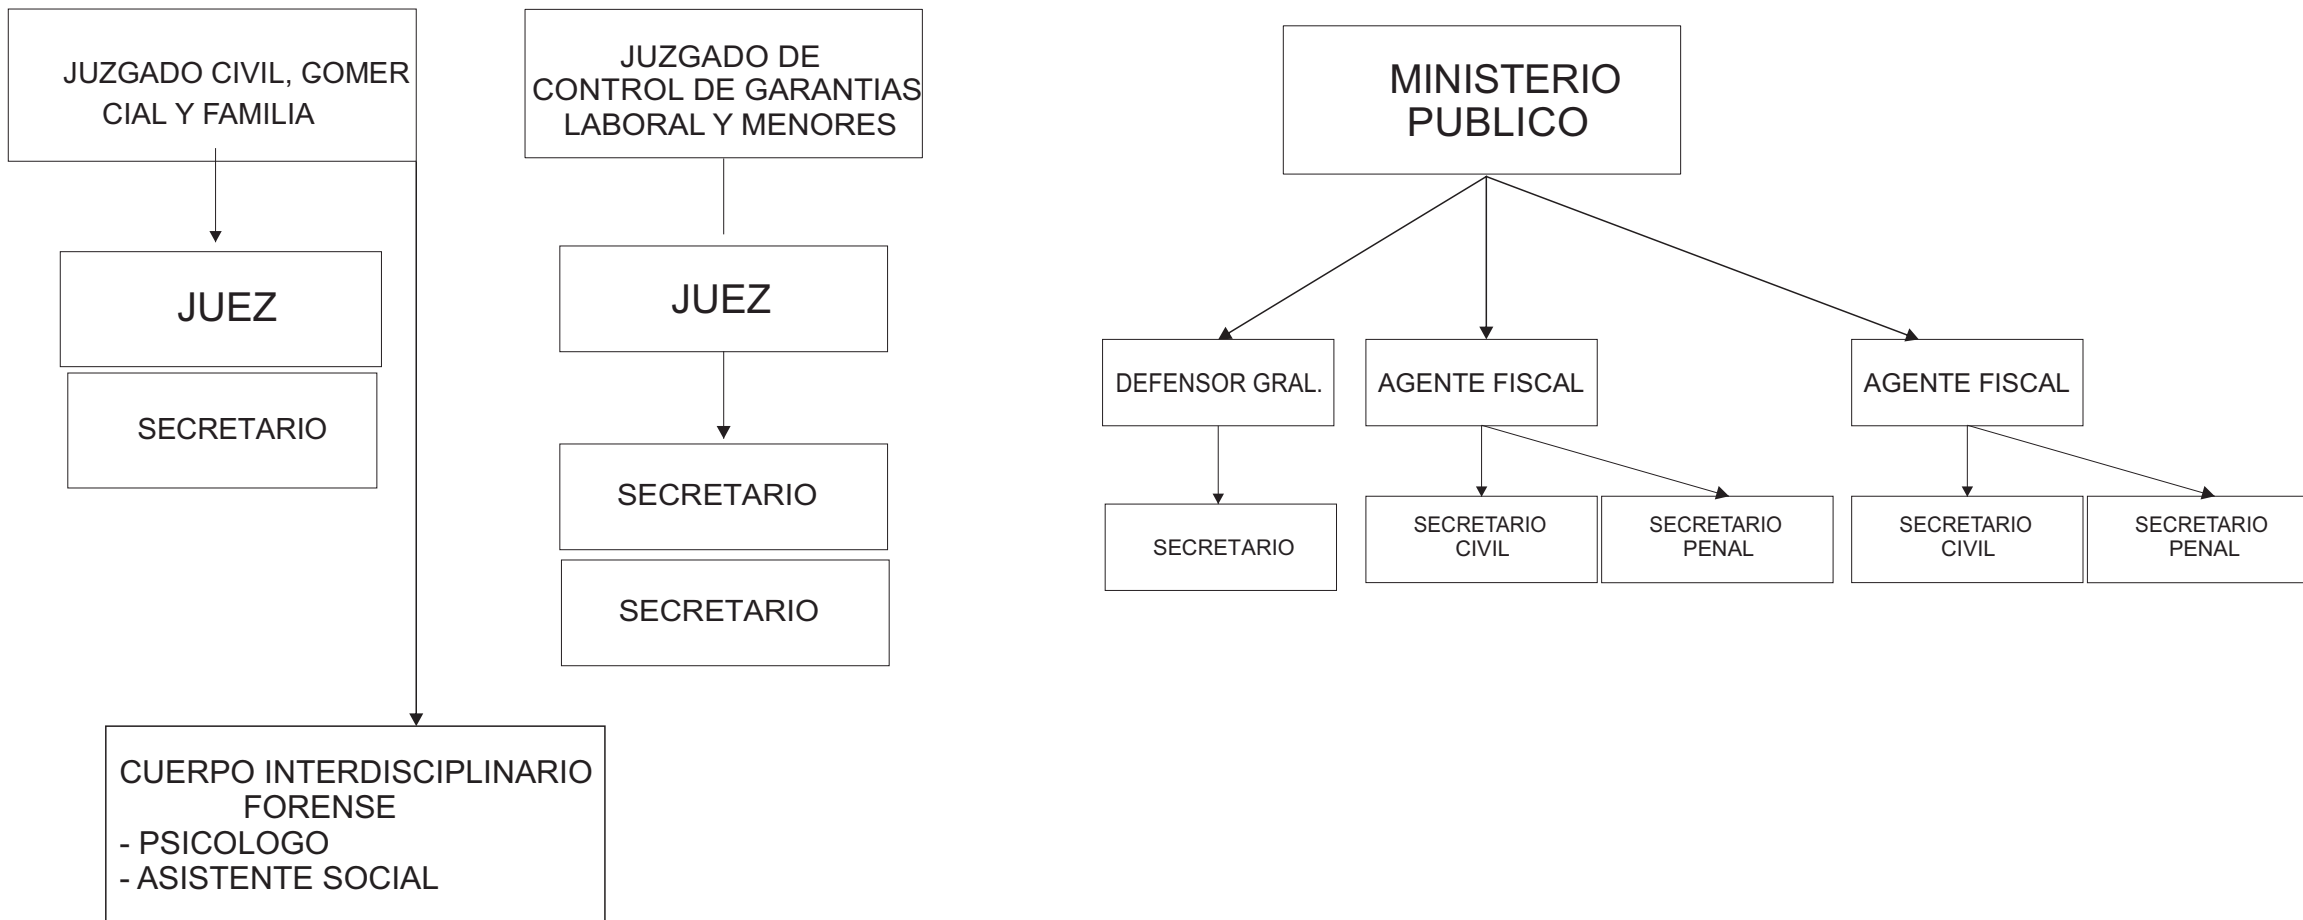 JUZGADO CIVIL, GOMER
CIAL Y FAMILIA
JUEZ
SECRETARIO
CUERPO INTERDISCIPLINARIO
FORENSE
- PSICOLOGO
- ASISTENTE SOCIAL
JUZGADO DE
CONTROL DE GARANTIAS
LABORAL Y MENORES
JUEZ
SECRETARIO
SECRETARIO
MINISTERIO
PUBLICO
DEFENSOR GRAL.
AGENTE FISCAL
AGENTE FISCAL
SECRETARIO
SECRETARIO
CIVIL
SECRETARIO
PENAL
SECRETARIO
CIVIL
SECRETARIO
PENAL